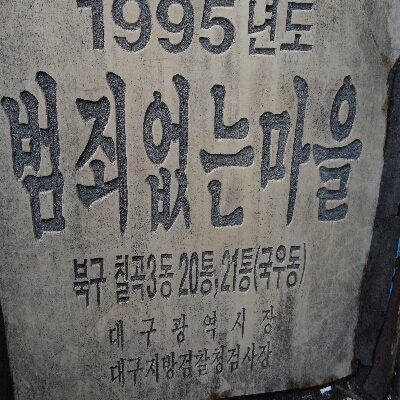 1995년도
범죄없는마을
북구 칠곡3동 20통,21통(국우동)
대구광역시장
대구지방검찰청검사장